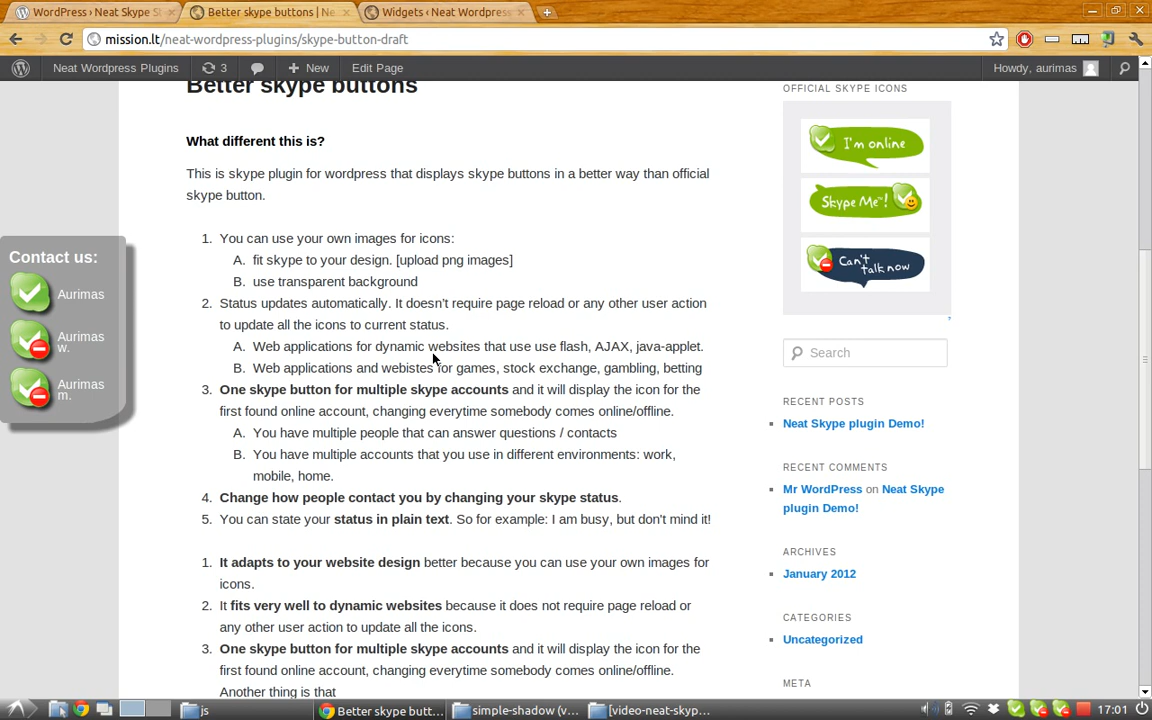 WordPress › Neat Skype S
Better skype buttons | Ne
Widgets ‹ Neat Wordpress
mission.lt/neat-wordpress-plugins/skype-button-draft
Neat Wordpress Plugins
3
New
Edit Page
Howdy, aurimas
Better skype buttons
What different this is?
This is skype plugin for wordpress that displays skype buttons in a better way than official
skype button.
1. You can use your own images for icons:
A. fit skype to your design. [upload png images]
B. use transparent background
2. Status updates automatically. It doesn't require page reload or any other user action
to update all the icons to current status.
A. Web applications for dynamic websites that use use flash, AJAX, java-applet.
B. Web applications and webistes for games, stock exchange, gambling, betting
3. One skype button for multiple skype accounts and it will display the icon for the
first found online account, changing everytime somebody comes online/offline.
A. You have multiple people that can answer questions / contacts
B. You have multiple accounts that you use in different environments: work,
mobile, home.
4. Change how people contact you by changing your skype status.
5. You can state your status in plain text. So for example: I am busy, but don't mind it!
1. It adapts to your website design better because you can use your own images for
icons.
2. It fits very well to dynamic websites because it does not require page reload or
any other user action to update all the icons.
3. One skype button for multiple skype accounts and it will display the icon for the
first found online account, changing everytime somebody comes online/offline.
Another thing is that
Contact us:
Aurimas
Aurimas
w.
Aurimas
m.
OFFICIAL SKYPE ICONS
I'm online
Skype Me™!
Can't
talk now
Search
RECENT POSTS
Neat Skype plugin Demo!
RECENT COMMENTS
Mr WordPress on Neat Skype
plugin Demo!
ARCHIVES
January 2012
CATEGORIES
Uncategorized
META
js
Better skype butt...
simple-shadow (v...
[video-neat-skyp...
17:01